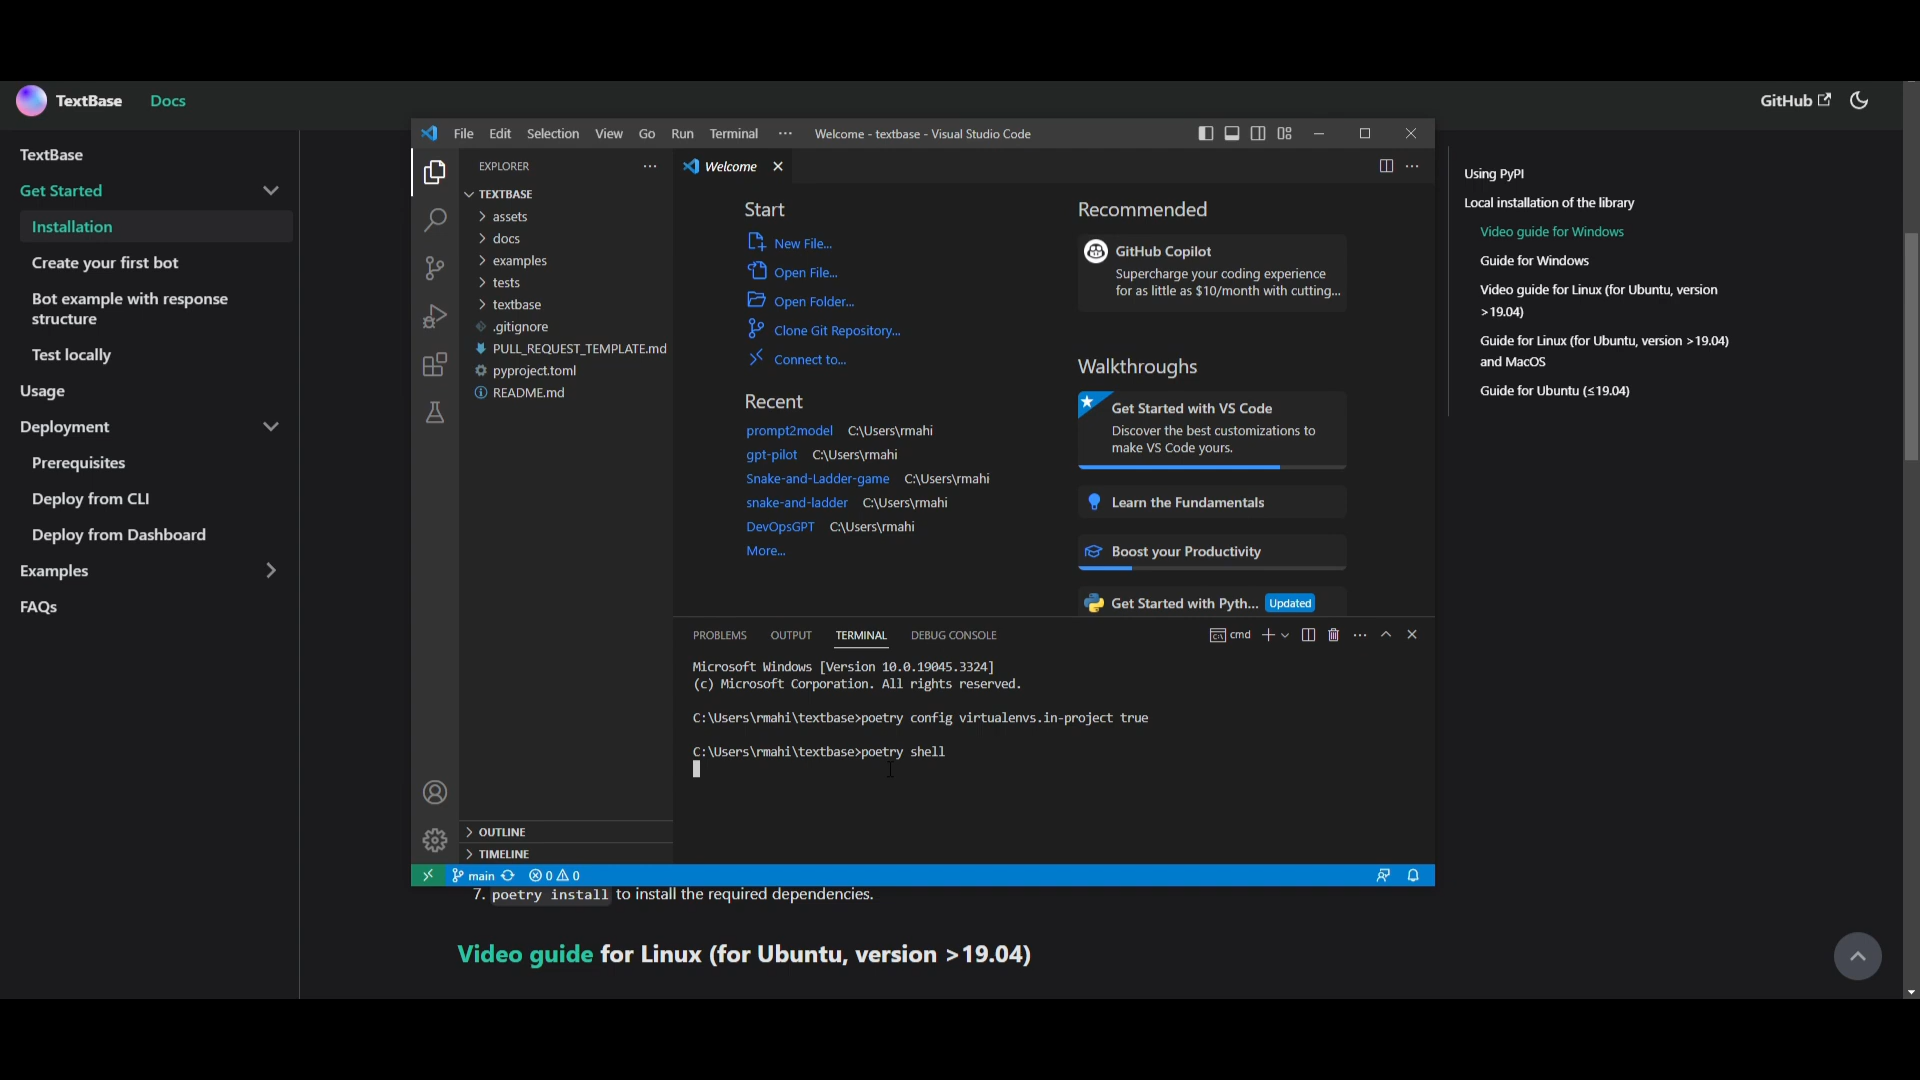 TextBase Docs GitHub
TextBase
Get Started
Installation
Create your first bot
Bot example with response
structure
Test locally
Usage
Deployment
Prerequisites
Deploy from CLI
Deploy from Dashboard
Examples
FAQs
File Edit Selection View Go Run Terminal ··· Welcome - textbase - Visual Studio Code
EXPLORER ···
TEXTBASE
assets
docs
examples
tests
textbase
.gitignore
PULL_REQUEST_TEMPLATE.md
pyproject.toml
README.md
OUTLINE
TIMELINE
Welcome
Start
New File...
Open File...
Open Folder...
Clone Git Repository...
Connect to...
Recent
prompt2model C:\Users\rmahi
gpt-pilot C:\Users\rmahi
Snake-and-Ladder-game C:\Users\rmahi
snake-and-ladder C:\Users\rmahi
DevOpsGPT C:\Users\rmahi
More...
Recommended
GitHub Copilot
Supercharge your coding experience
for as little as $10/month with cutting...
Walkthroughs
Get Started with VS Code
Discover the best customizations to
make VS Code yours.
Learn the Fundamentals
Boost your Productivity
Get Started with Pyth... Updated
PROBLEMS OUTPUT TERMINAL DEBUG CONSOLE cmd
Microsoft Windows [Version 10.0.19045.3324]
(c) Microsoft Corporation. All rights reserved.
C:\Users\rmahi\textbase>poetry config virtualenvs.in-project true
C:\Users\rmahi\textbase>poetry shell
main 0 0
7. poetry install to install the required dependencies.
Video guide for Linux (for Ubuntu, version >19.04)
Using PyPI
Local installation of the library
Video guide for Windows
Guide for Windows
Video guide for Linux (for Ubuntu, version
>19.04)
Guide for Linux (for Ubuntu, version >19.04)
and MacOS
Guide for Ubuntu (≤19.04)